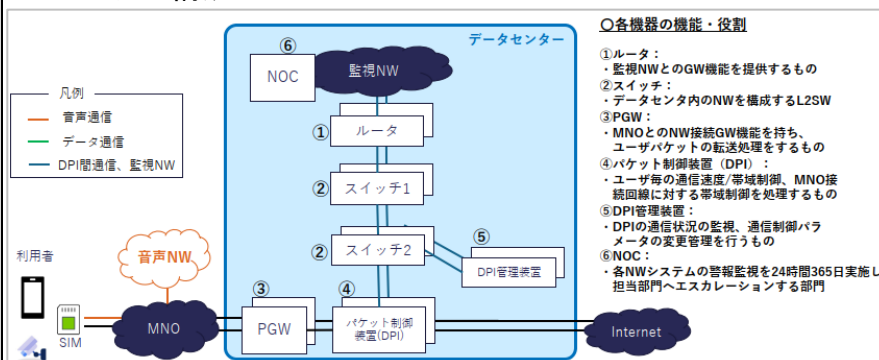 データセンター
⑥
NOC
監視NW
凡例
音声通信
データ通信
DPI間通信、監視NW
①
ルータ
②
スイッチ1
②
スイッチ2
⑤
DPI管理装置
利用者
音声NW
SIM
MNO
③
PGW
④
パケット制御
装置(DPI)
Internet
〇各機器の機能・役割
①ルータ:
・監視NWとのGW機能を提供するもの
②スイッチ:
・データセンタ内のNWを構成するL2SW
③PGW:
・MNOとのNW接続GW機能を持ち、
ユーザパケットの転送処理をするもの
④パケット制御装置(DPI):
・ユーザ毎の通信速度/帯域制御、MNO接
続回線に対する帯域制御を処理するもの
⑤DPI管理装置:
・DPIの通信状況の監視、通信制御パラ
メータの変更管理を行うもの
⑥NOC:
・各NWシステムの警報監視を24時間365日実施し
担当部門へエスカレーションする部門